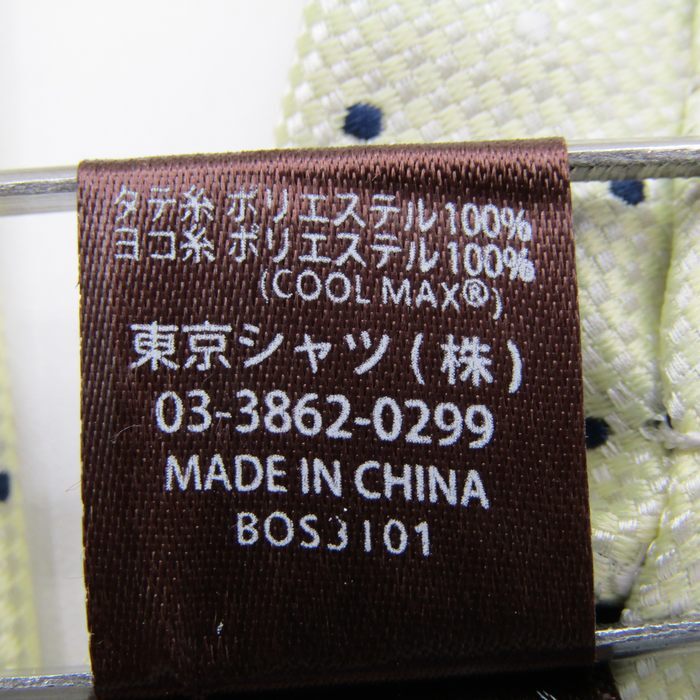 タテ糸 ポリエステル100%
ヨコ糸 ポリエステル100%
(COOL MAX®)
東京シャツ(株)
03-3862-0299
MADE IN CHINA
BOS3101